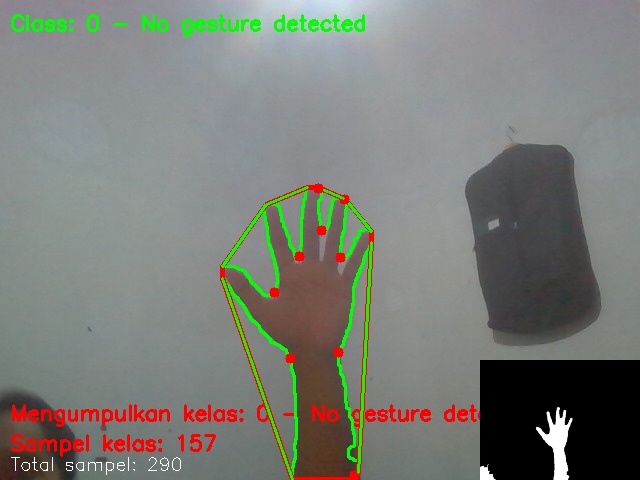 Class: 0 - No gesture detected
Mengumpulkan kelas: 0 - No gesture dete
Sampel kelas: 157
Total sampel: 290